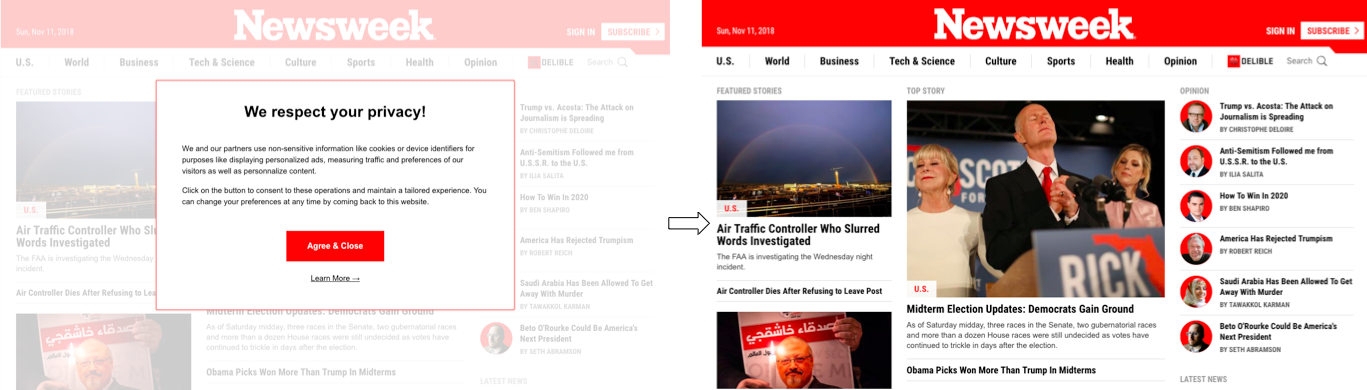 Sun, Nov 11, 2018
Newsweek
SIGN IN
SUBSCRIBE
U.S.
World
Business
Tech & Science
Culture
Sports
Health
Opinion
DELIBLE
Search
FEATURED STORIES
We respect your privacy!
We and our partners use non-sensitive information like cookies or device identifiers for
purposes like displaying personalized ads, measuring traffic and preferences of our
visitors as well as personnalize content.
Click on the button to consent to these operations and maintain a tailored experience. You
can change your preferences at any time by coming back to this website.
Agree & Close
Learn More →
U.S.
Air Traffic Controller Who Slu
Words Investigated
The FAA is investigating the Wednesday
incident.
Air Controller Dies After Refusing to Lea
Midterm Election Updates: Democrats Gain Ground
As of Saturday midday, three races in the Senate, two gubernatorial races
and more than a dozen House races were still undecided as votes have
continued to trickle in days after the election.
Obama Picks Won More Than Trump In Midterms
Trump vs. Acosta: The Attack on
Journalism is Spreading
BY CHRISTOPHE DELOIRE
Anti-Semitism Followed me from
U.S.S.R. to the U.S.
BY ILIA SALITA
How To Win In 2020
BY BEN SHAPIRO
America Has Rejected Trumpism
BY ROBERT REICH
Saudi Arabia Has Been Allowed To Get
Away With Murder
BY TAWAKKOL KARMAN
Beto O'Rourke Could Be America's
Next President
BY SETH ABRAMSON
LATEST NEWS
صدقاء خاشقجي
Sun, Nov 11, 2018
Newsweek
SIGN IN
SUBSCRIBE
U.S.
World
Business
Tech & Science
Culture
Sports
Health
Opinion
DELIBLE
Search
FEATURED STORIES
U.S.
Air Traffic Controller Who Slurred
Words Investigated
The FAA is investigating the Wednesday night
incident.
Air Controller Dies After Refusing to Leave Post
صدقاء خاشقجي
TOP STORY
SCOT
FOR
RICK
U.S.
Midterm Election Updates: Democrats Gain Ground
As of Saturday midday, three races in the Senate, two gubernatorial races
and more than a dozen House races were still undecided as votes have
continued to trickle in days after the election.
Obama Picks Won More Than Trump In Midterms
OPINION
Trump vs. Acosta: The Attack on
Journalism is Spreading
BY CHRISTOPHE DELOIRE
Anti-Semitism Followed me from
U.S.S.R. to the U.S.
BY ILIA SALITA
How To Win In 2020
BY BEN SHAPIRO
America Has Rejected Trumpism
BY ROBERT REICH
Saudi Arabia Has Been Allowed To Get
Away With Murder
BY TAWAKKOL KARMAN
Beto O'Rourke Could Be America's
Next President
BY SETH ABRAMSON
LATEST NEWS